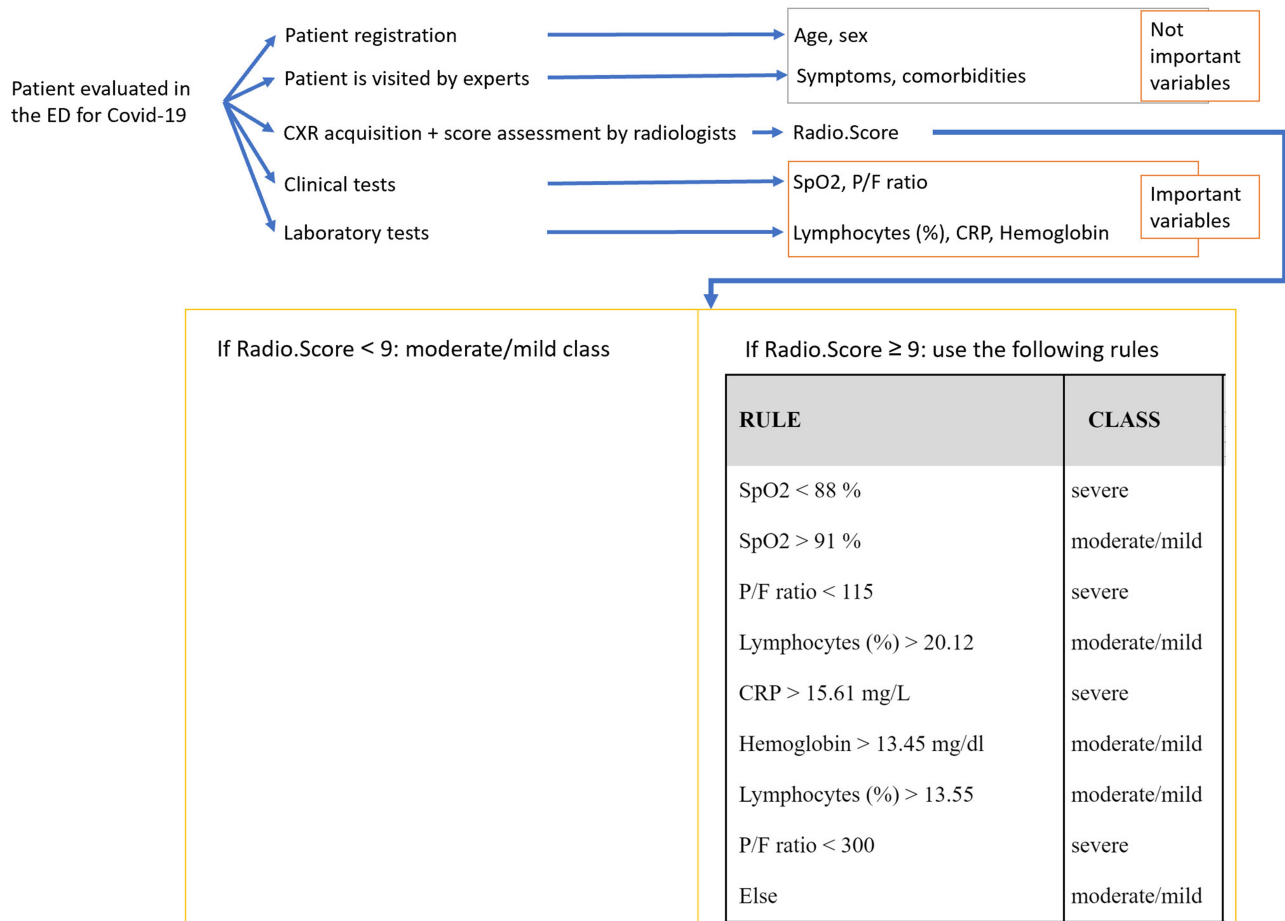 Patient evaluated in
the ED for Covid-19
Patient registration
Age, sex
Patient is visited by experts
Symptoms, comorbidities
Not
important
variables
CXR acquisition + score assessment by radiologists
Radio.Score
Clinical tests
SpO2, P/F ratio
Laboratory tests
Lymphocytes (%), CRP, Hemoglobin
Important
variables
If Radio.Score < 9: moderate/mild class
If Radio.Score ≥ 9: use the following rules
RULE CLASS
SpO2 < 88 % severe
SpO2 > 91 % moderate/mild
P/F ratio < 115 severe
Lymphocytes (%) > 20.12 moderate/mild
CRP > 15.61 mg/L severe
Hemoglobin > 13.45 mg/dl moderate/mild
Lymphocytes (%) > 13.55 moderate/mild
P/F ratio < 300 severe
Else moderate/mild